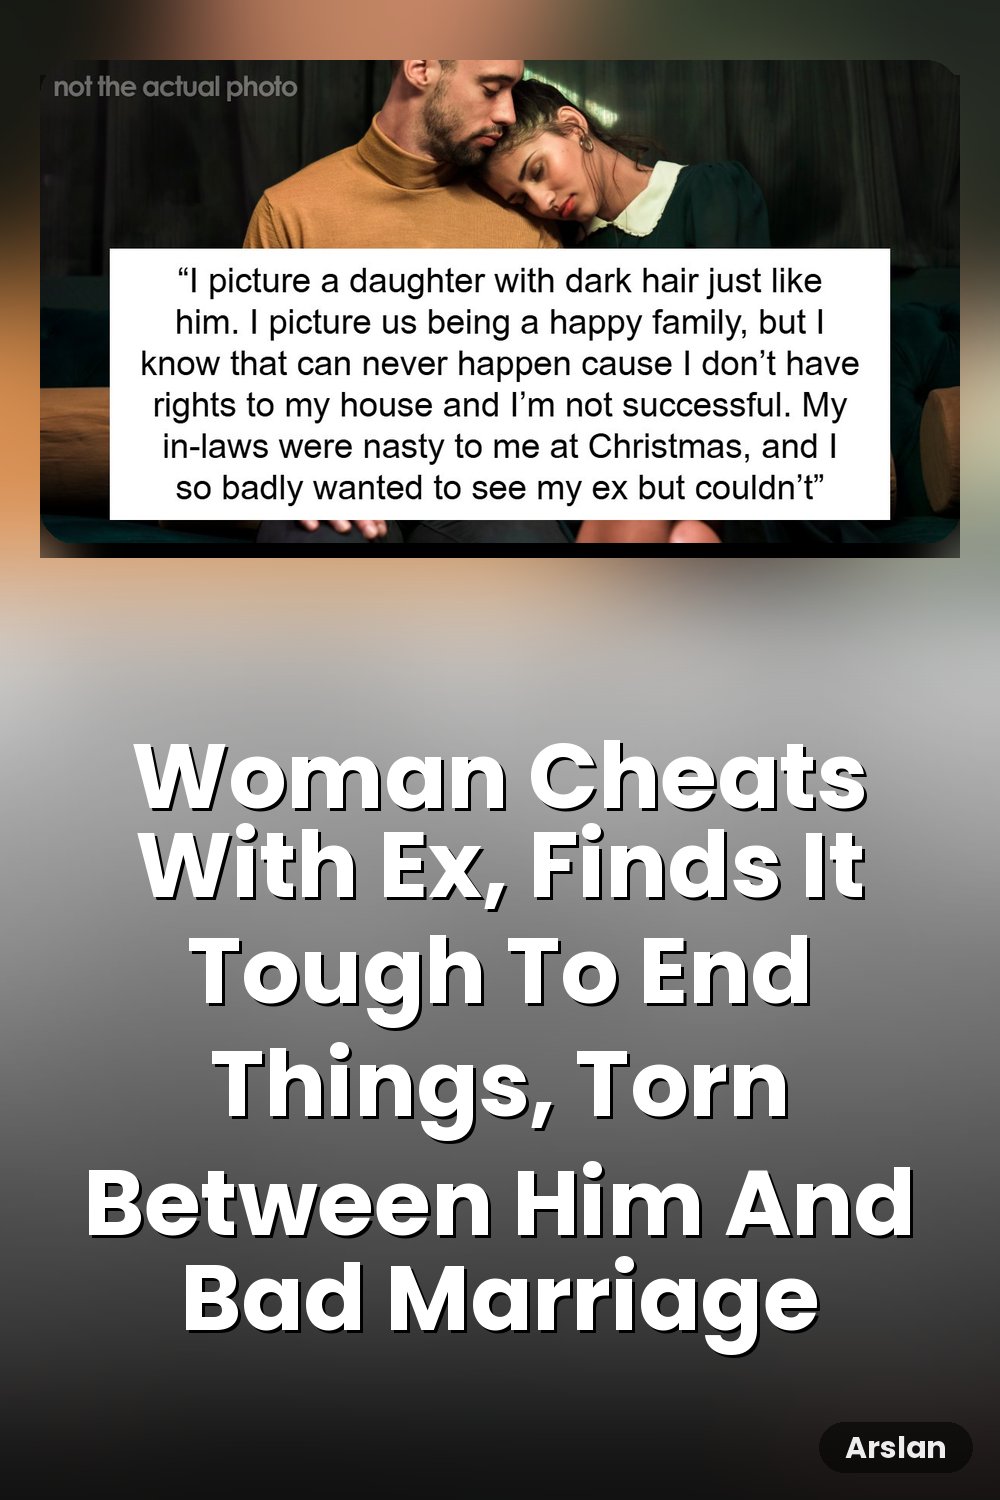 not the actual photo
“I picture a daughter with dark hair just like
him. I picture us being a happy family, but I
know that can never happen cause I don’t have
rights to my house and I’m not successful. My
in-laws were nasty to me at Christmas, and I
so badly wanted to see my ex but couldn’t”
Woman Cheats
With Ex, Finds It
Tough To End
Things, Torn
Between Him And
Bad Marriage
Arslan